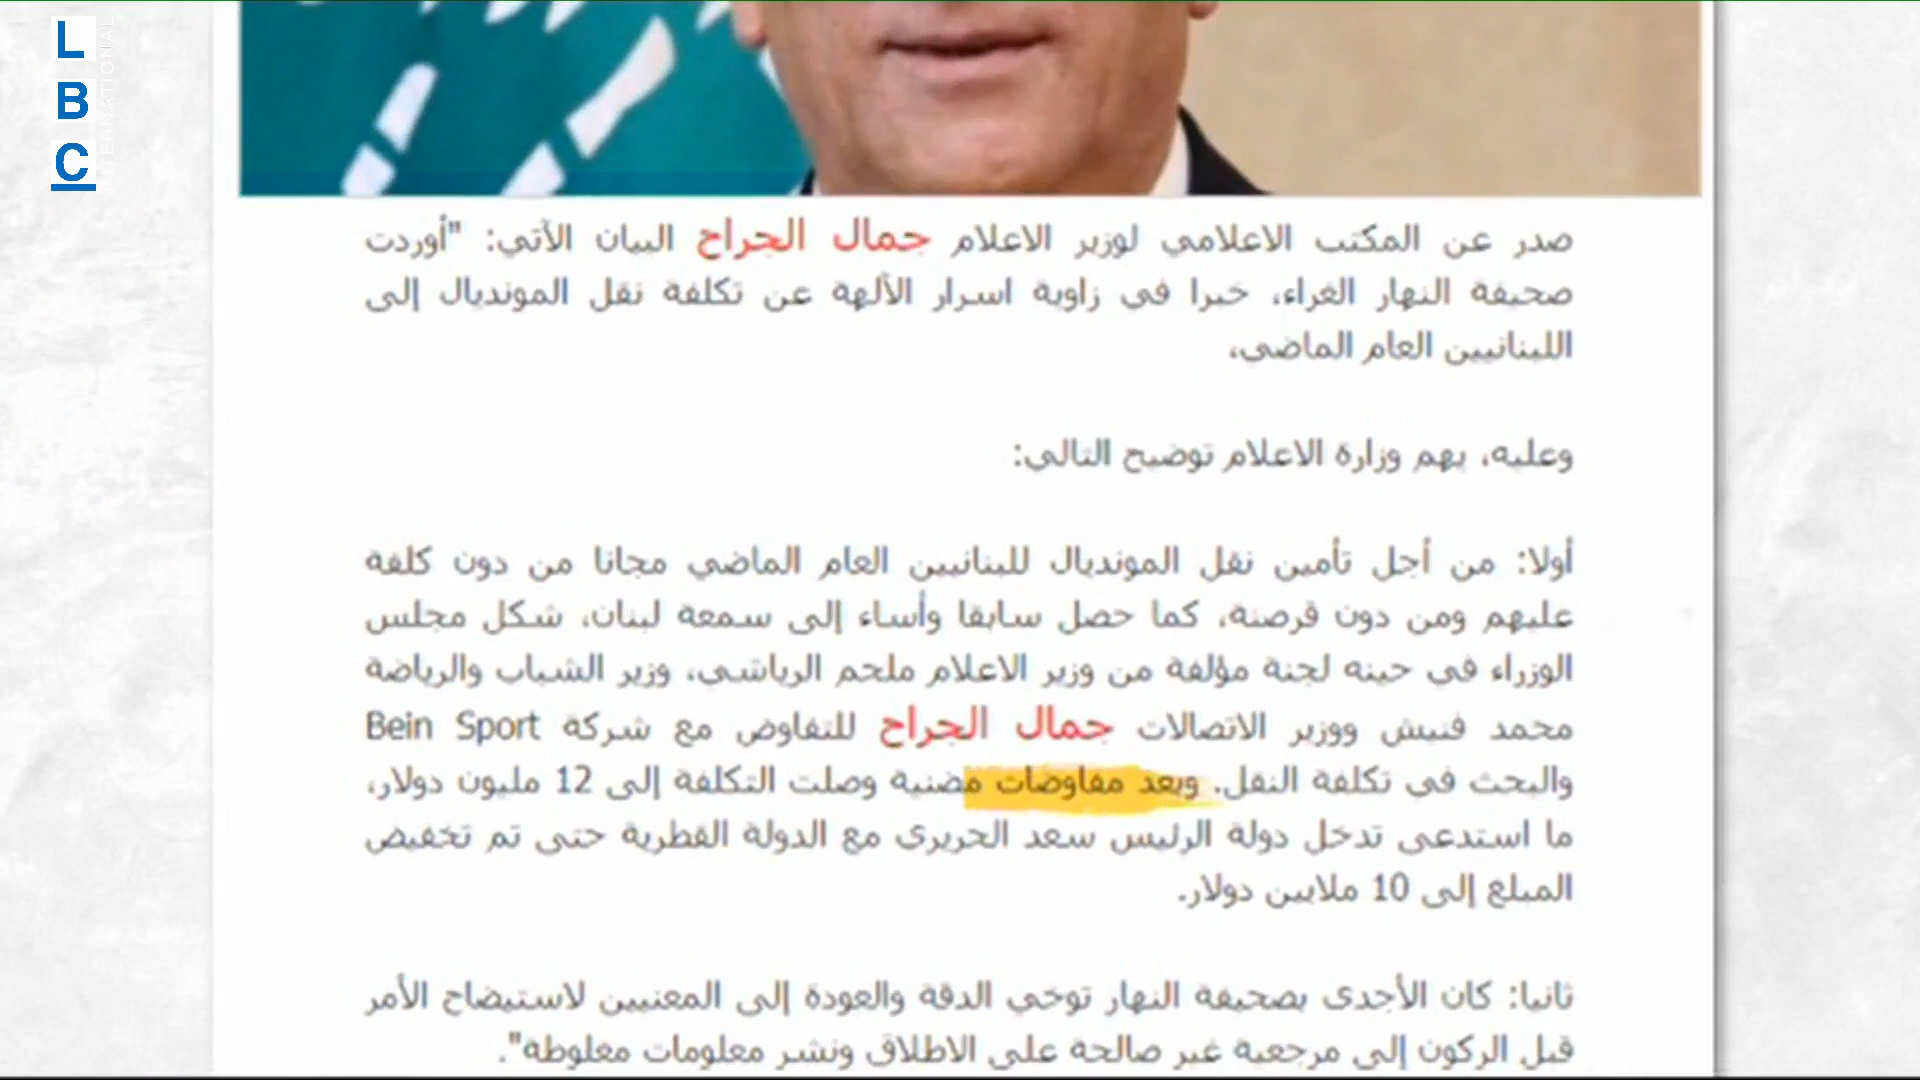 L
B
C
INTERNATIONAL
صدر عن المكتب الاعلامي لوزير الاعلام جمال الجراح البيان الآتي: "أوردت
صحيفة النهار الغراء، خبرا في زاوية اسرار الألهة عن تكلفة نقل المونديال إلى
اللبنانيين العام الماضي،
وعليه، يهم وزارة الاعلام توضيح التالي:
أولا: من أجل تأمين نقل المونديال للبنانيين العام الماضي مجانا من دون كلفة
عليهم ومن دون قرصنة، كما حصل سابقا وأساء إلى سمعة لبنان، شكل مجلس
الوزراء في حينه لجنة مؤلفة من وزير الاعلام ملحم الرياشي، وزير الشباب والرياضة
محمد فنيش ووزير الاتصالات جمال الجراح للتفاوض مع شركة Bein Sport
والبحث في تكلفة النقل. وبعد مفاوضات مضنية وصلت التكلفة إلى 12 مليون دولار،
ما استدعى تدخل دولة الرئيس سعد الحريري مع الدولة القطرية حتى تم تخفيض
المبلغ إلى 10 ملايين دولار.
ثانيا: كان الأجدى بصحيفة النهار توخي الدقة والعودة إلى المعنيين لاستيضاح الأمر
قبل الركون إلى مرجعية غير صالحة على الاطلاق ونشر معلومات مغلوطة".